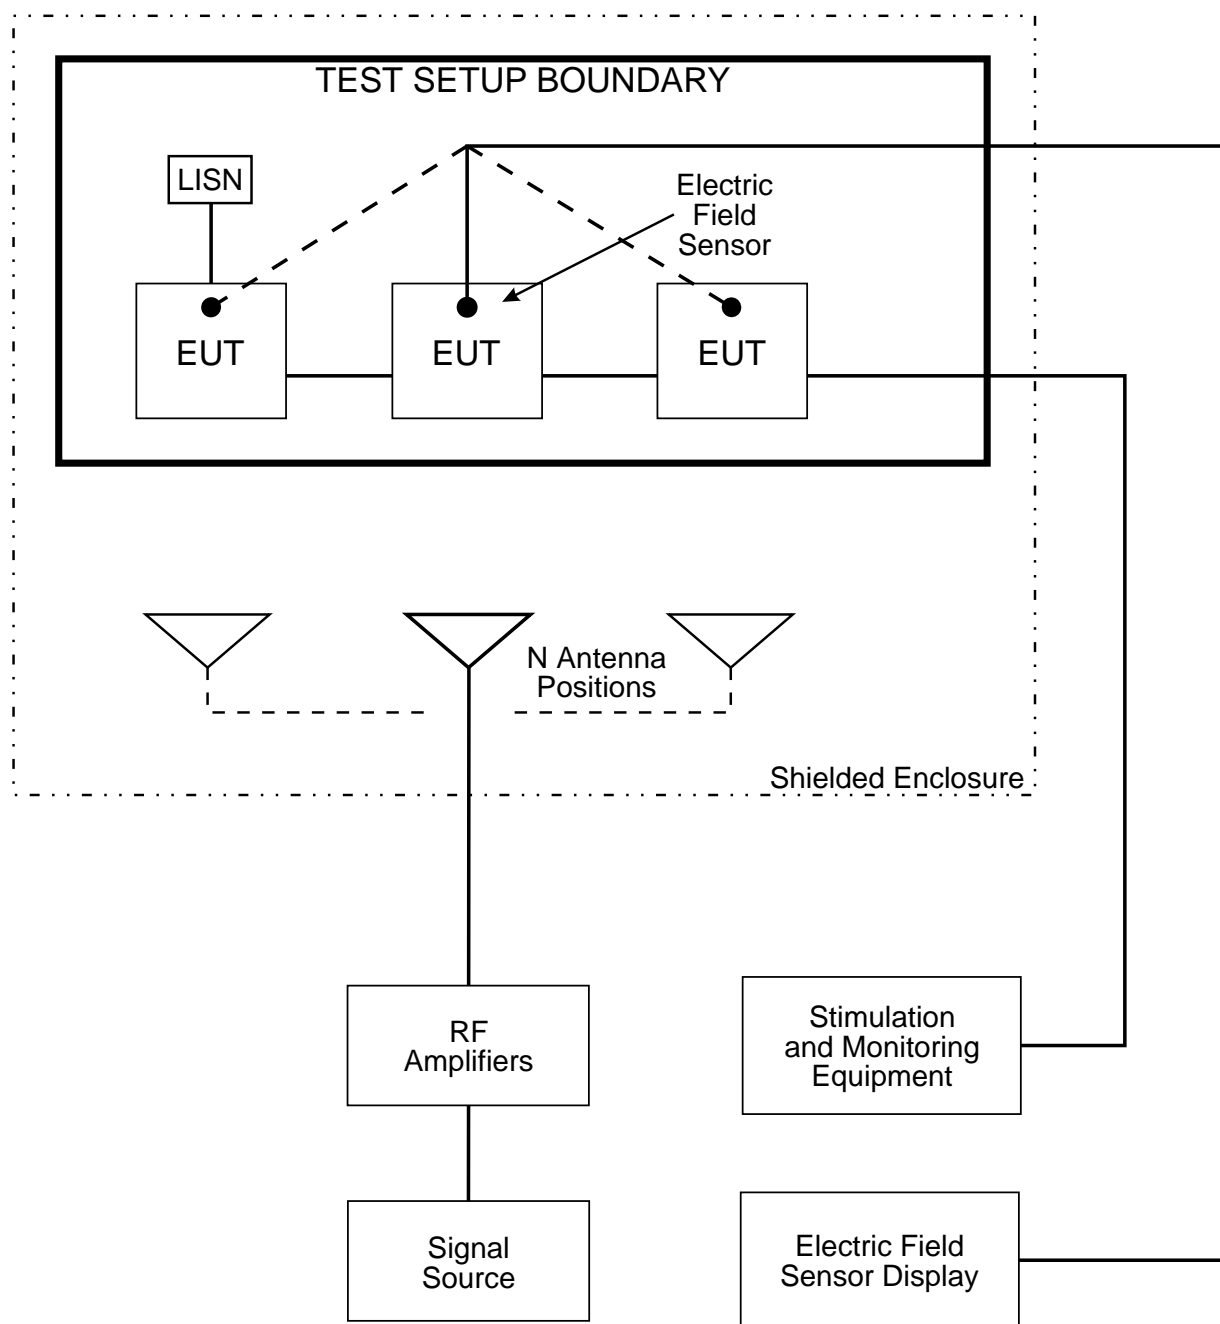 TEST SETUP BOUNDARY
LISN
Electric
Field
Sensor
EUT
EUT
EUT
N Antenna
Positions
Shielded Enclosure
RF
Amplifiers
Stimulation
and Monitoring
Equipment
Signal
Source
Electric Field
Sensor Display